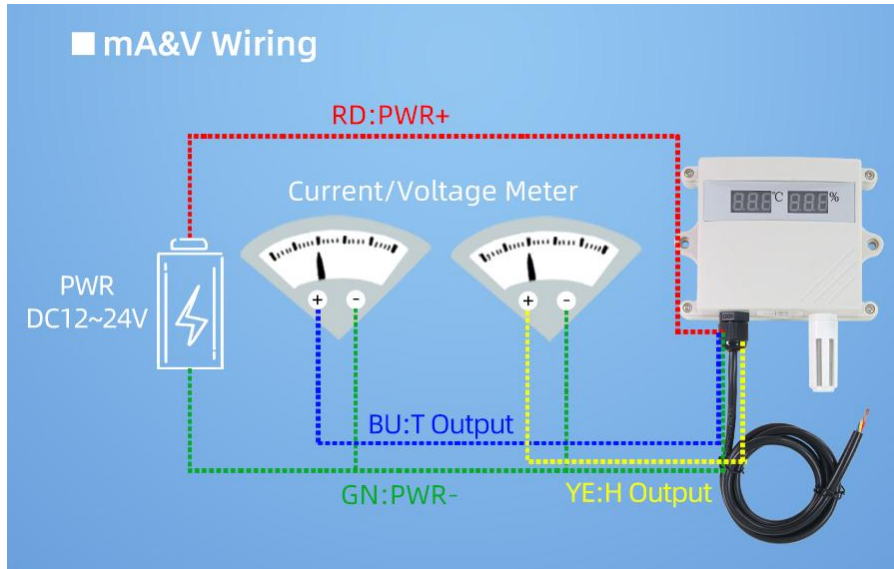 ■ mA&V Wiring
RD:PWR+
Current/Voltage Meter
℃
%
PWR
DC12~24V
+
-
+
-
BU:T Output
GN:PWR-
YE:H Output